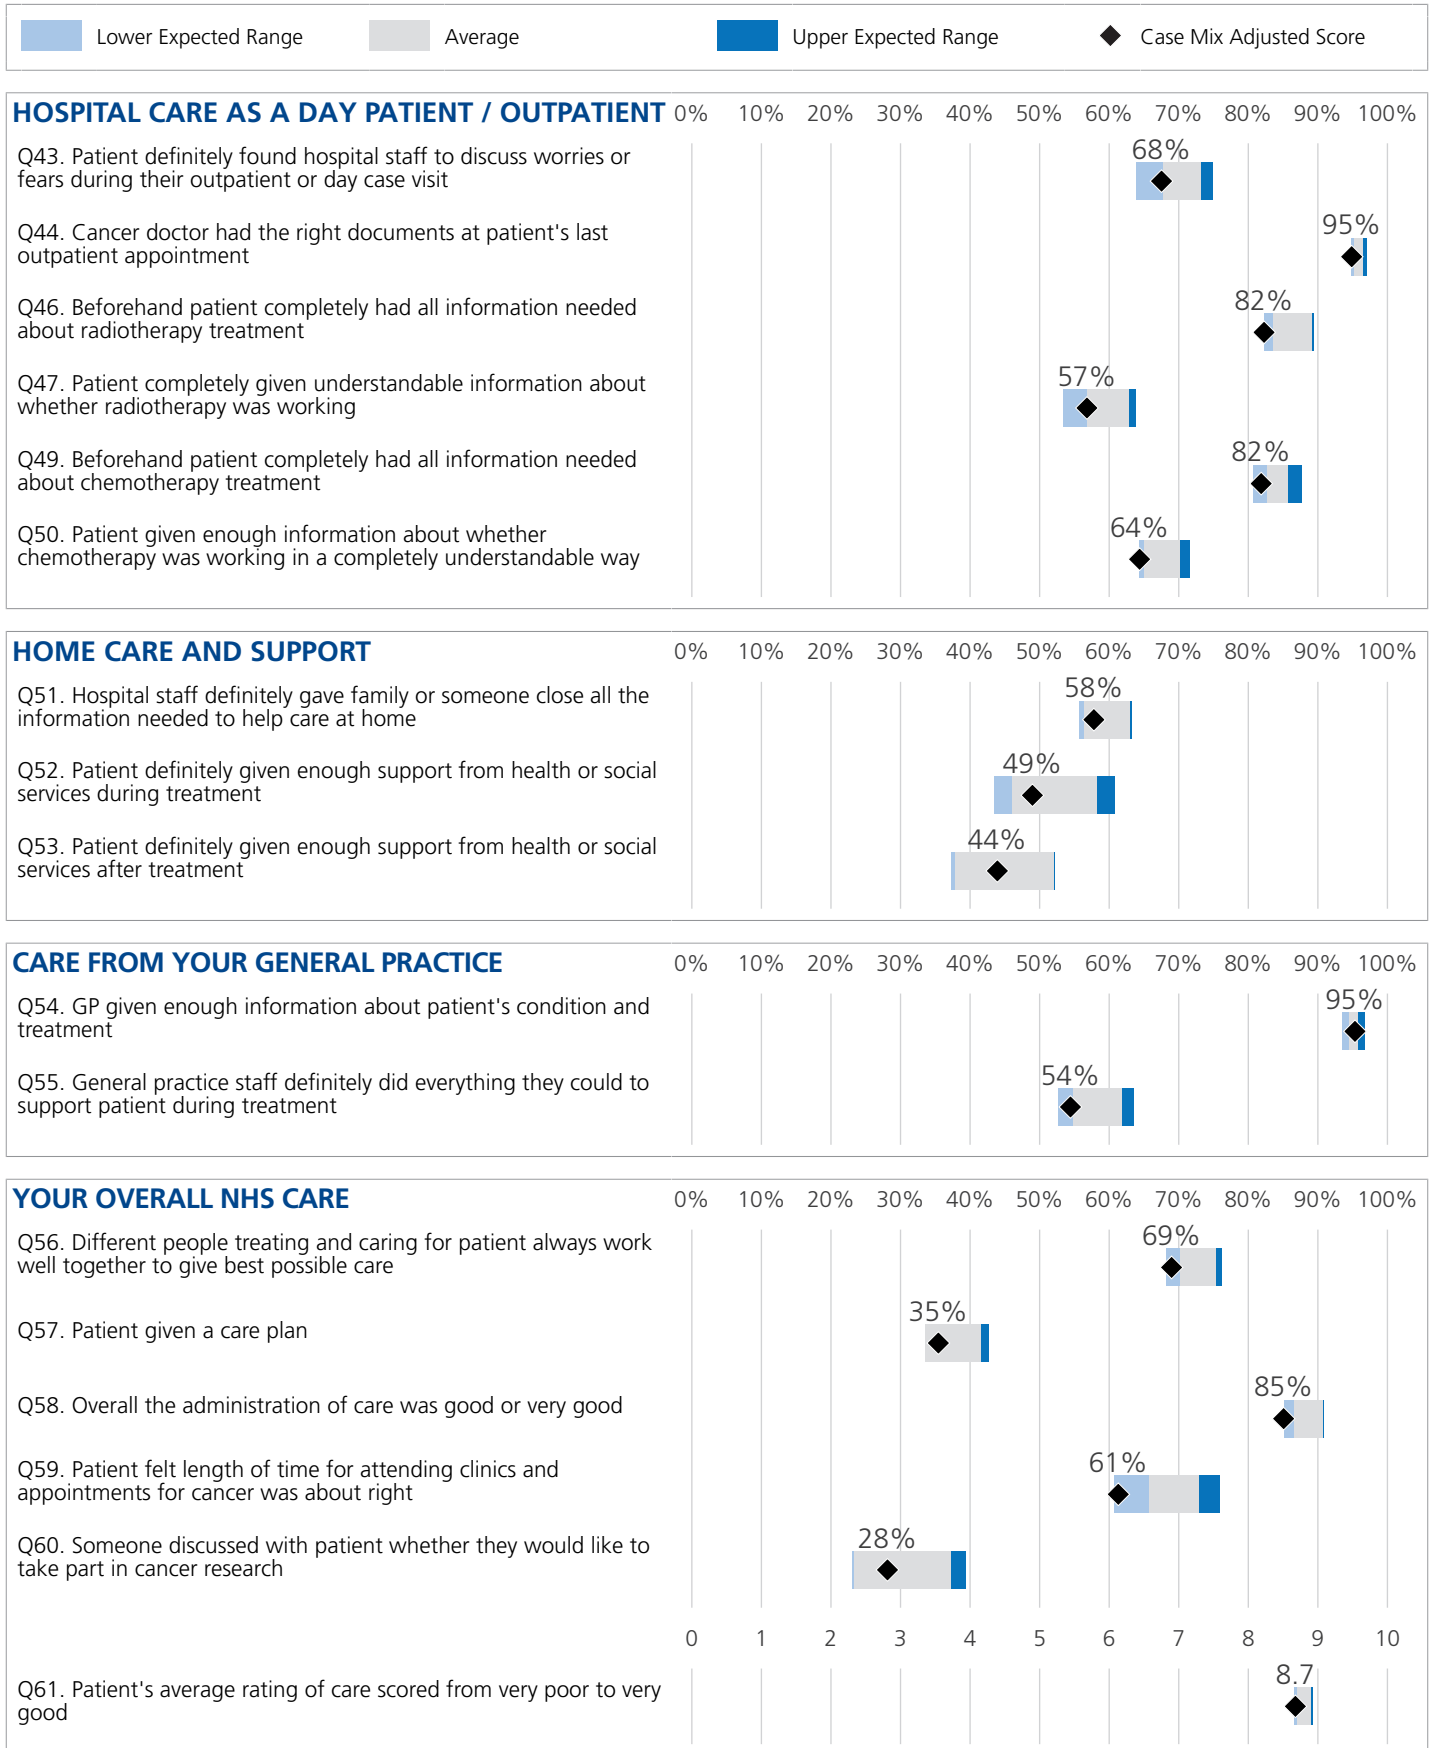 Lower Expected Range Average Upper Expected Range Case Mix Adjusted Score
HOSPITAL CARE AS A DAY PATIENT / OUTPATIENT 0% 10% 20% 30% 40% 50% 60% 70% 80% 90% 100%
Q43. Patient definitely found hospital staff to discuss worries or
fears during their outpatient or day case visit
68%
Q44. Cancer doctor had the right documents at patient's last
outpatient appointment
95%
Q46. Beforehand patient completely had all information needed
about radiotherapy treatment
82%
Q47. Patient completely given understandable information about
whether radiotherapy was working
57%
Q49. Beforehand patient completely had all information needed
about chemotherapy treatment
82%
Q50. Patient given enough information about whether
chemotherapy was working in a completely understandable way
64%
HOME CARE AND SUPPORT 0% 10% 20% 30% 40% 50% 60% 70% 80% 90% 100%
Q51. Hospital staff definitely gave family or someone close all the
information needed to help care at home
58%
Q52. Patient definitely given enough support from health or social
services during treatment
49%
Q53. Patient definitely given enough support from health or social
services after treatment
44%
CARE FROM YOUR GENERAL PRACTICE 0% 10% 20% 30% 40% 50% 60% 70% 80% 90% 100%
Q54. GP given enough information about patient's condition and
treatment
95%
Q55. General practice staff definitely did everything they could to
support patient during treatment
54%
YOUR OVERALL NHS CARE 0% 10% 20% 30% 40% 50% 60% 70% 80% 90% 100%
Q56. Different people treating and caring for patient always work
well together to give best possible care
69%
Q57. Patient given a care plan
35%
Q58. Overall the administration of care was good or very good
85%
Q59. Patient felt length of time for attending clinics and
appointments for cancer was about right
61%
Q60. Someone discussed with patient whether they would like to
take part in cancer research
28%
0 1 2 3 4 5 6 7 8 9 10
Q61. Patient's average rating of care scored from very poor to very
good
8.7